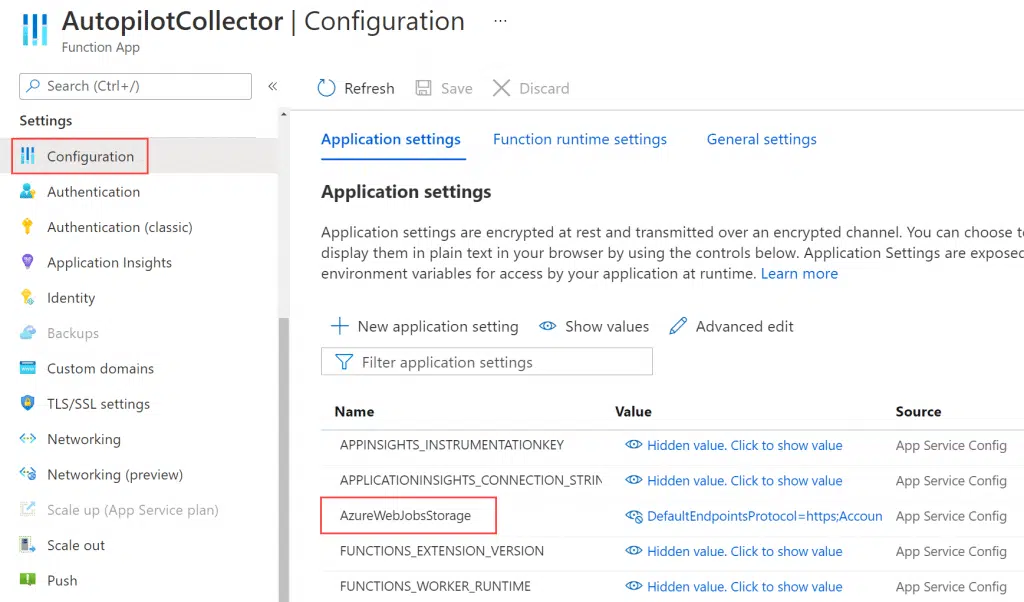 AutopilotCollector | Configuration ...
Function App
Search (Ctrl+/)
«
Settings
Configuration
Authentication
Authentication (classic)
Application Insights
Identity
Backups
Custom domains
TLS/SSL settings
Networking
Networking (preview)
Scale up (App Service plan)
Scale out
Push
Refresh Save Discard
Application settings Function runtime settings General settings
Application settings
Application settings are encrypted at rest and transmitted over an encrypted channel. You can choose to
display them in plain text in your browser by using the controls below. Application Settings are exposed
environment variables for access by your application at runtime. Learn more
New application setting Show values Advanced edit
Filter application settings
Name Value Source
APPINSIGHTS_INSTRUMENTATIONKEY Hidden value. Click to show value App Service Config
APPLICATIONINSIGHTS_CONNECTION_STRIN Hidden value. Click to show value App Service Config
AzureWebJobsStorage DefaultEndpointsProtocol=https;Accoun App Service Config
FUNCTIONS_EXTENSION_VERSION Hidden value. Click to show value App Service Config
FUNCTIONS_WORKER_RUNTIME Hidden value. Click to show value App Service Config